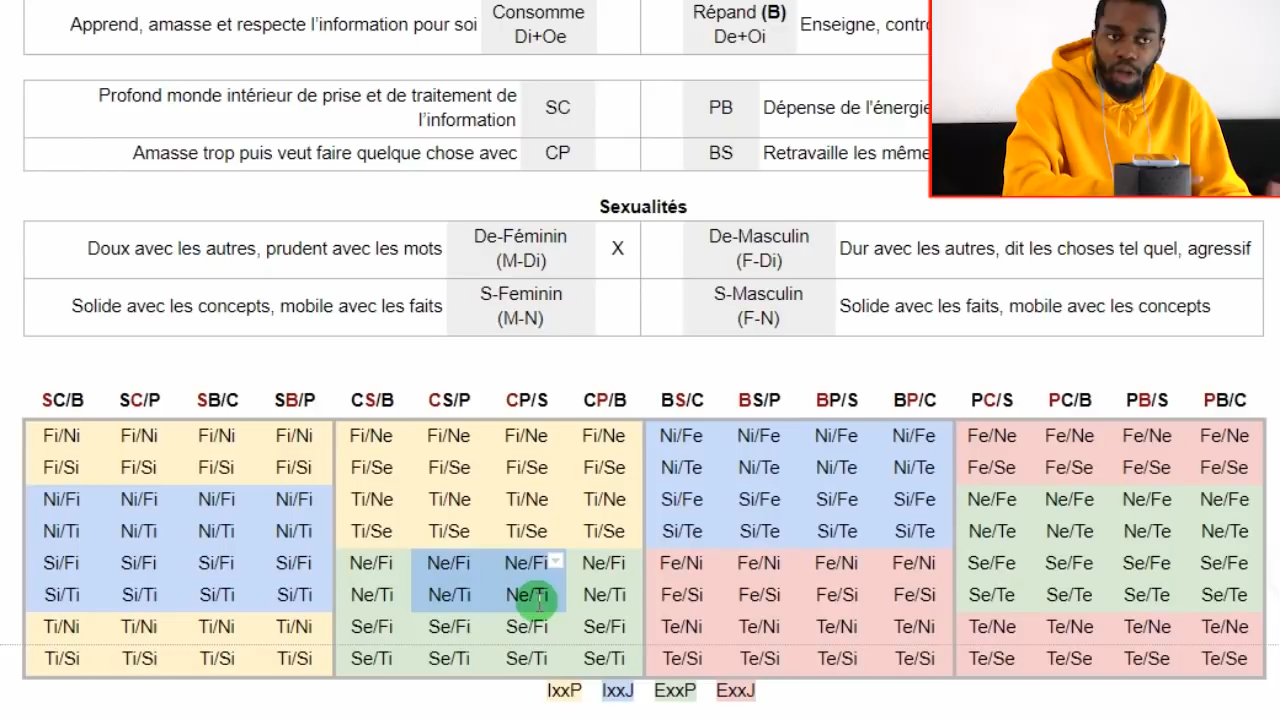 Apprend, amasse et respecte l'information pour soi Consomme Di+Oe Répand (B) De+Oi Enseigne, contr
Profond monde intérieur de prise et de traitement de l'information SC PB Dépense de l'énergie
Amasse trop puis veut faire quelque chose avec CP BS Retravaille les même
Sexualités
Doux avec les autres, prudent avec les mots De-Féminin (M-Di) X De-Masculin (F-Di) Dur avec les autres, dit les choses tel quel, agressif
Solide avec les concepts, mobile avec les faits S-Feminin (M-N) S-Masculin (F-N) Solide avec les faits, mobile avec les concepts
SC/B SC/P SB/C SB/P CS/B CS/P CP/S CP/B BS/C BS/P BP/S BP/C PC/S PC/B PB/S PB/C
Fi/Ni Fi/Ni Fi/Ni Fi/Ni Fi/Ne Fi/Ne Fi/Ne Fi/Ne Ni/Fe Ni/Fe Ni/Fe Ni/Fe Fe/Ne Fe/Ne Fe/Ne Fe/Ne
Fi/Si Fi/Si Fi/Si Fi/Si Fi/Se Fi/Se Fi/Se Fi/Se Ni/Te Ni/Te Ni/Te Ni/Te Fe/Se Fe/Se Fe/Se Fe/Se
Ni/Fi Ni/Fi Ni/Fi Ni/Fi Ti/Ne Ti/Ne Ti/Ne Ti/Ne Si/Fe Si/Fe Si/Fe Si/Fe Ne/Fe Ne/Fe Ne/Fe Ne/Fe
Ni/Ti Ni/Ti Ni/Ti Ni/Ti Ti/Se Ti/Se Ti/Se Ti/Se Si/Te Si/Te Si/Te Si/Te Ne/Te Ne/Te Ne/Te Ne/Te
Si/Fi Si/Fi Si/Fi Si/Fi Ne/Fi Ne/Fi Ne/Fi Ne/Fi Fe/Ni Fe/Ni Fe/Ni Fe/Ni Se/Fe Se/Fe Se/Fe Se/Fe
Si/Ti Si/Ti Si/Ti Si/Ti Ne/Ti Ne/Ti Ne/Ti Ne/Ti Fe/Si Fe/Si Fe/Si Fe/Si Se/Te Se/Te Se/Te Se/Te
Ti/Ni Ti/Ni Ti/Ni Ti/Ni Se/Fi Se/Fi Se/Fi Se/Fi Te/Ni Te/Ni Te/Ni Te/Ni Te/Ne Te/Ne Te/Ne Te/Ne
Ti/Si Ti/Si Ti/Si Ti/Si Se/Ti Se/Ti Se/Ti Se/Ti Te/Si Te/Si Te/Si Te/Si Te/Se Te/Se Te/Se Te/Se
IxxP IxxJ ExxP ExxJ